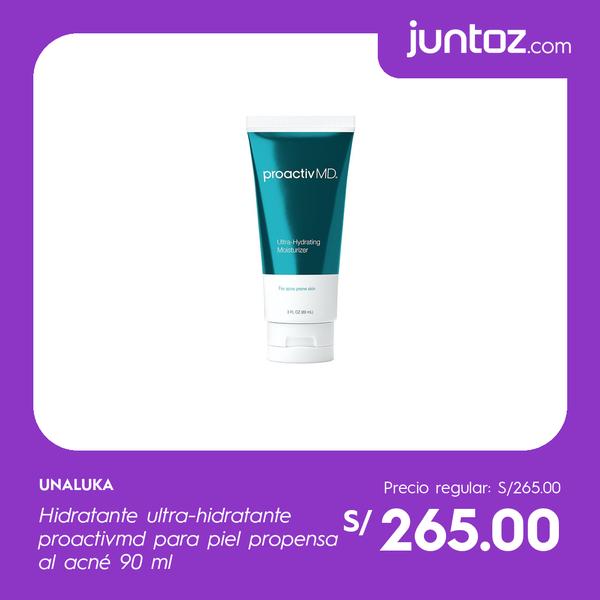 juntoz.com
proactivMD.
Ultra-Hydrating
Moisturizer
For acne prone skin
3 FL OZ (89 mL)
UNALUKA
Hidratante ultra-hidratante
proactivmd para piel propensa
al acné 90 ml
Precio regular: S/265.00
S/ 265.00